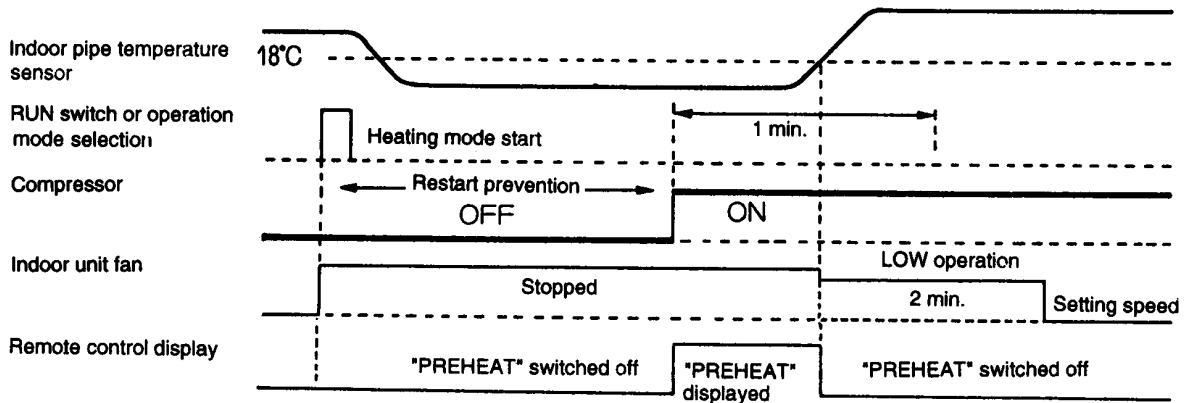 Indoor pipe temperature
sensor
18°C
RUN switch or operation
mode selection
Heating mode start
1 min.
Compressor
Restart prevention
OFF
ON
Indoor unit fan
Stopped
LOW operation
2 min.
Setting speed
Remote control display
"PREHEAT" switched off
"PREHEAT"
displayed
"PREHEAT" switched off